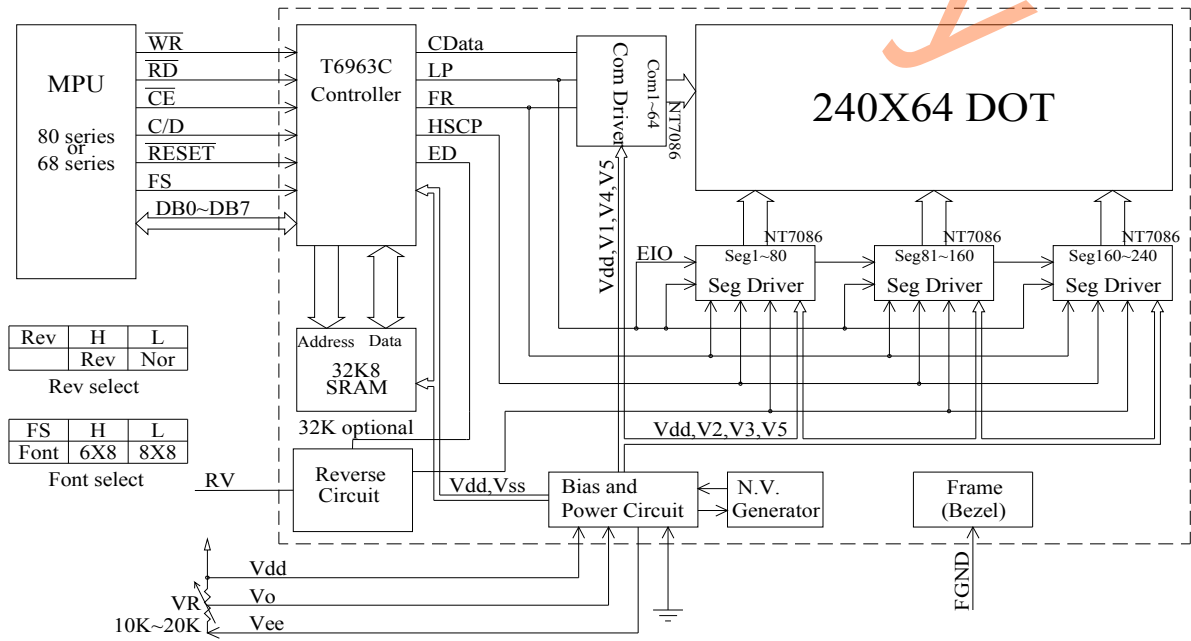 MPU
80 series
or
68 series
WR
RD
CE
C/D
RESET
FS
DB0~DB7
T6963C
Controller
CData
LP
FR
HSCP
ED
Com Driver
Com1~64
NT7086
240X64 DOT
Vdd,V1,V4,V5
EIO
NT7086
Seg1~80
Seg Driver
NT7086
Seg81~160
Seg Driver
NT7086
Seg160~240
Seg Driver
Address Data
32K8
SRAM
32K optional
Rev H L
Rev Nor
Rev select
FS H L
Font 6X8 8X8
Font select
RV
Reverse
Circuit
Vdd,Vss
Vdd,V2,V3,V5
Bias and
Power Circuit
N.V.
Generator
Frame
(Bezel)
FGND
Vdd
VR
Vo
10K~20K
Vee